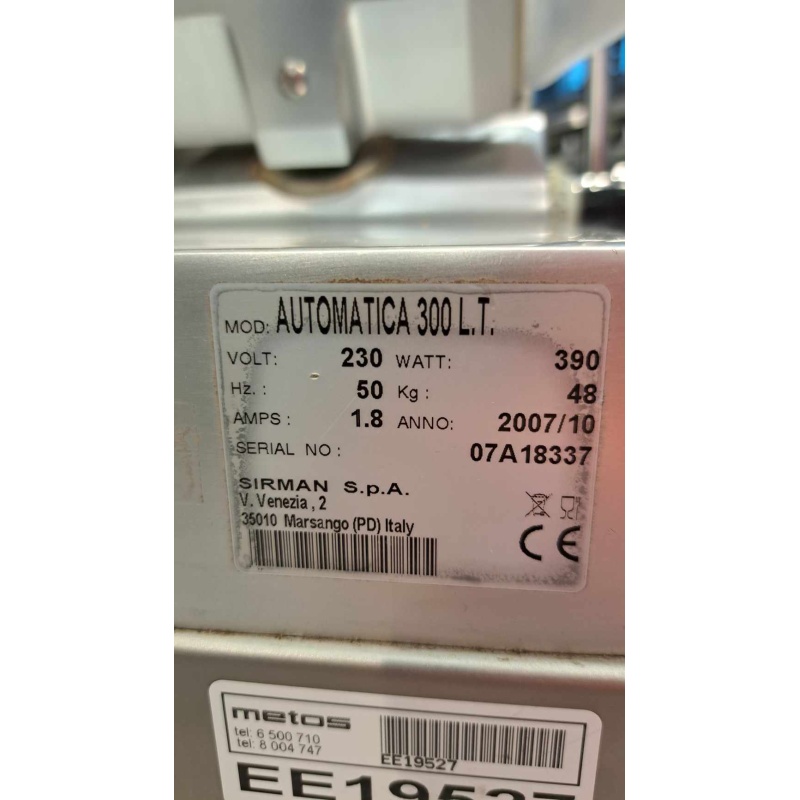 MOD: AUTOMATICA 300 L.T.
VOLT: 230 WATT: 390
Hz. : 50 Kg : 48
AMPS : 1.8 ANNO: 2007/10
SERIAL NO : 07A18337
SIRMAN S.p.A.
V. Venezia , 2
35010 Marsango (PD) Italy
CE
metos
tel: 6 500 710
tel: 8 004 747
EE19527
EE19527